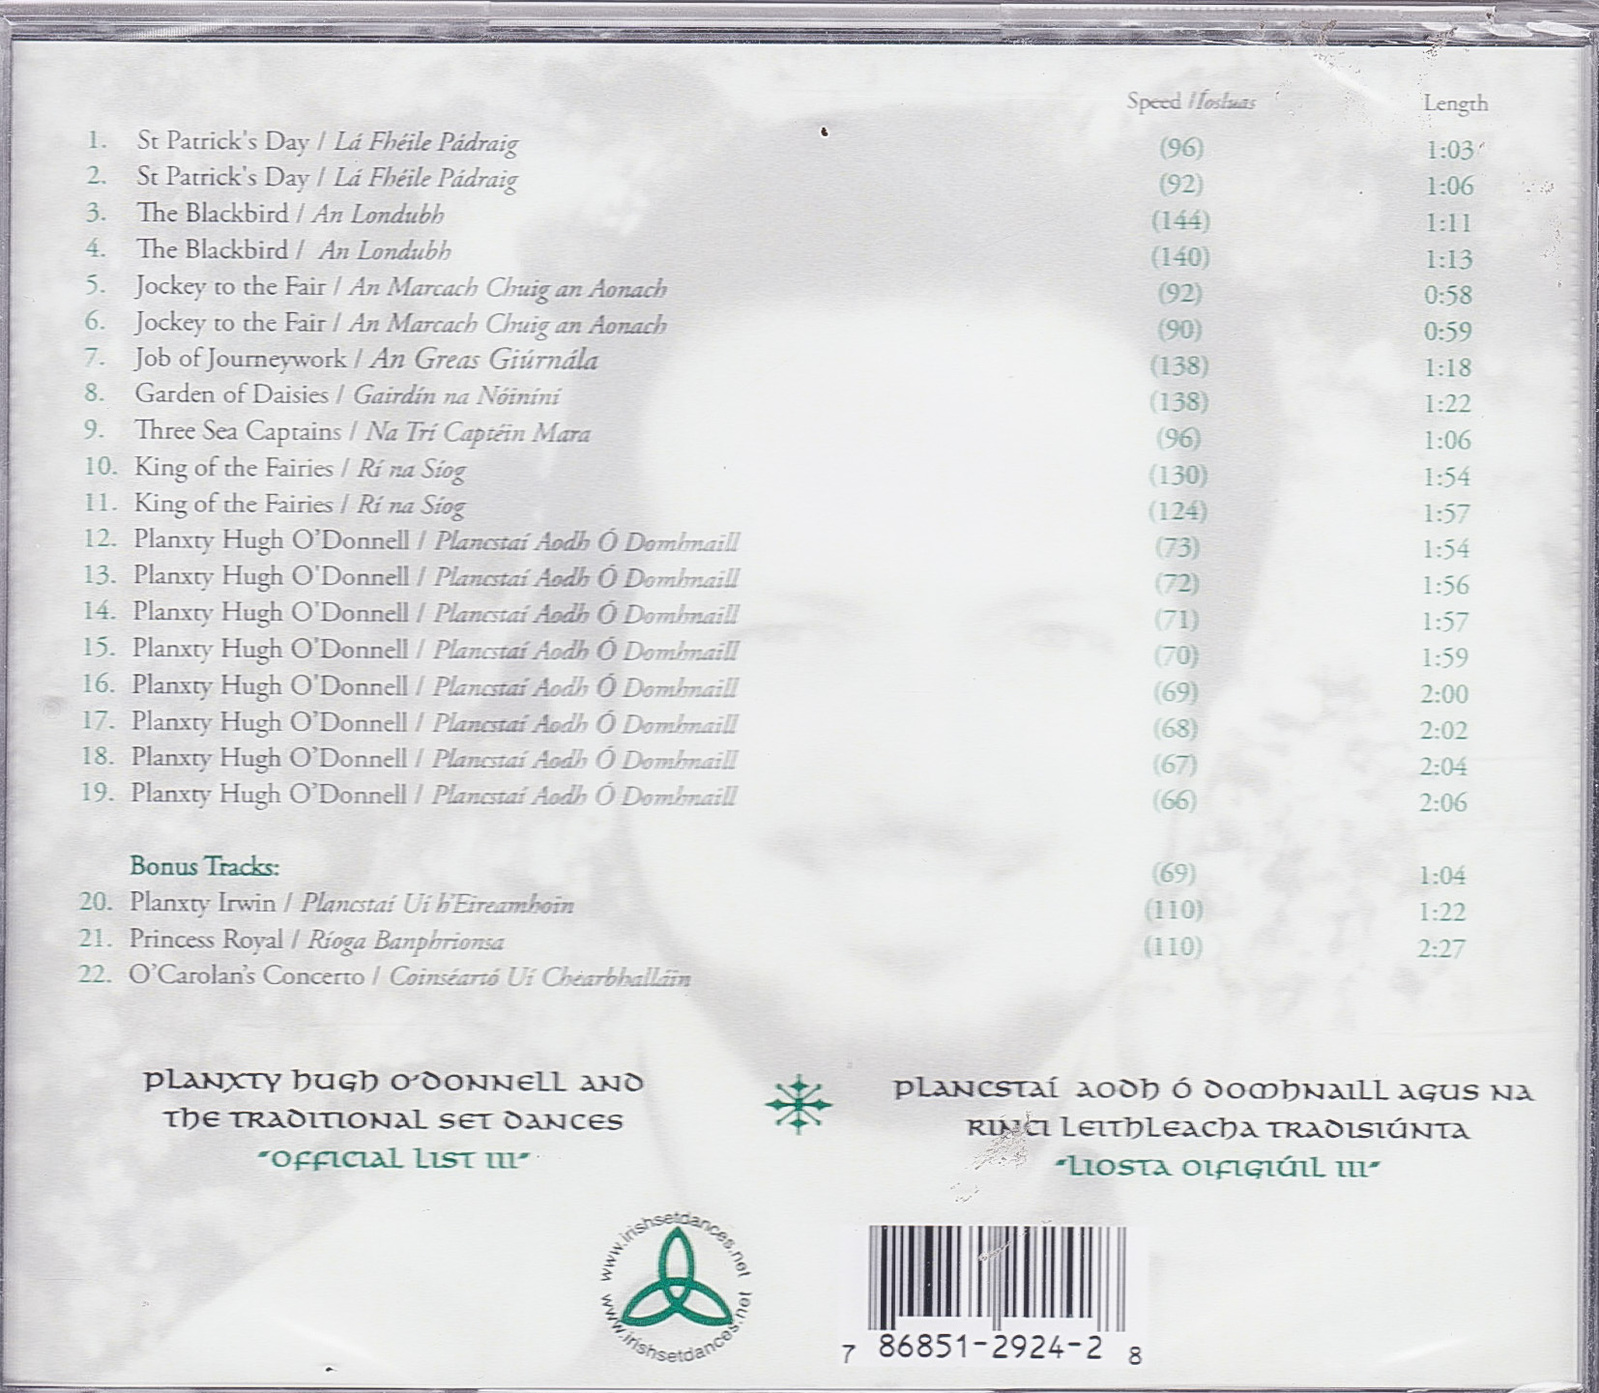 Speed / Íosluas Length
1. St Patrick's Day / Lá Fhéile Pádraig (96) 1:03
2. St Patrick's Day / Lá Fhéile Pádraig (92) 1:06
3. The Blackbird / An Londubh (144) 1:11
4. The Blackbird / An Londubh (140) 1:13
5. Jockey to the Fair / An Marcach Chuig an Aonach (92) 0:58
6. Jockey to the Fair / An Marcach Chuig an Aonach (90) 0:59
7. Job of Journeywork / An Greas Giúrnála (138) 1:18
8. Garden of Daisies / Gairdín na Nóiníní (138) 1:22
9. Three Sea Captains / Na Trí Captéin Mara (96) 1:06
10. King of the Fairies / Rí na Síog (130) 1:54
11. King of the Fairies / Rí na Síog (124) 1:57
12. Planxty Hugh O'Donnell / Plancstaí Aodh Ó Domhnaill (73) 1:54
13. Planxty Hugh O'Donnell / Plancstaí Aodh Ó Domhnaill (72) 1:56
14. Planxty Hugh O'Donnell / Plancstaí Aodh Ó Domhnaill (71) 1:57
15. Planxty Hugh O'Donnell / Plancstaí Aodh Ó Domhnaill (70) 1:59
16. Planxty Hugh O'Donnell / Plancstaí Aodh Ó Domhnaill (69) 2:00
17. Planxty Hugh O'Donnell / Plancstaí Aodh Ó Domhnaill (68) 2:02
18. Planxty Hugh O'Donnell / Plancstaí Aodh Ó Domhnaill (67) 2:04
19. Planxty Hugh O'Donnell / Plancstaí Aodh Ó Domhnaill (66) 2:06
Bonus Tracks: (69) 1:04
20. Planxty Irwin / Plancstaí Uí h'Eireamhoin (110) 1:22
21. Princess Royal / Ríoga Banphrionsa (110) 2:27
22. O'Carolan's Concerto / Coinséartó Uí Chearbhalláin
Planxty Hugh O'Donnell and
the Traditional Set Dances
"Official List III"
Plancstaí Aodh Ó Domhnaill agus na
Rincí Leithleacha Tradisiúnta
"Liosta Oifigiúil III"
www.irishsetdances.net
www.irishsetdances.net
7 86851-2924-2 8